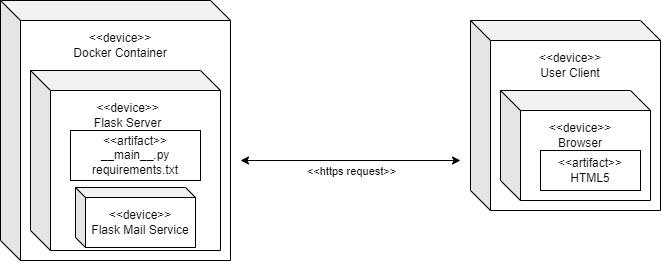 <<device>>
Docker Container
<<device>>
Flask Server
<<artifact>>
__main__.py
requirements.txt
<<device>>
Flask Mail Service
<<https request>>
<<device>>
User Client
<<device>>
Browser
<<artifact>>
HTML5